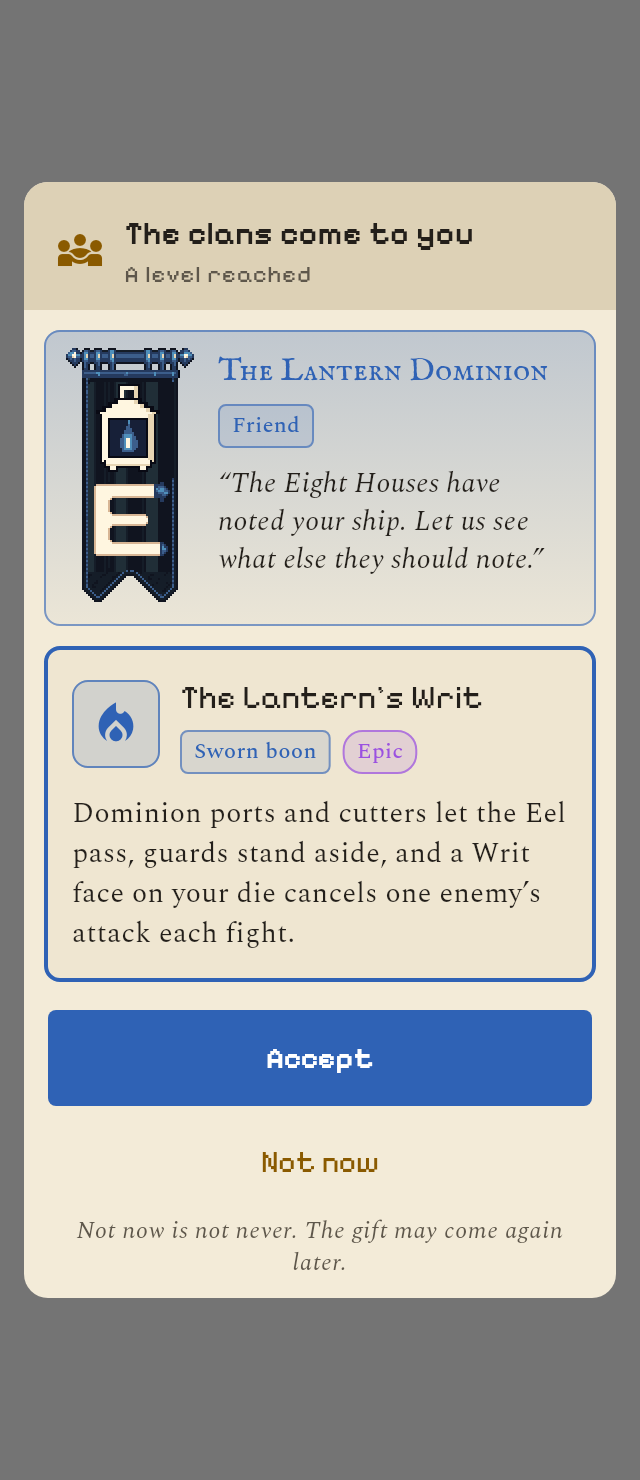 The clans come to you
A level reached
The Lantern Dominion
Friend
“The Eight Houses have
noted your ship. Let us see
what else they should note.”
E
The Lantern’s Writ
Sworn boon
Epic
Dominion ports and cutters let the Eel
pass, guards stand aside, and a Writ
face on your die cancels one enemy’s
attack each fight.
Accept
Not now
Not now is not never. The gift may come again
later.